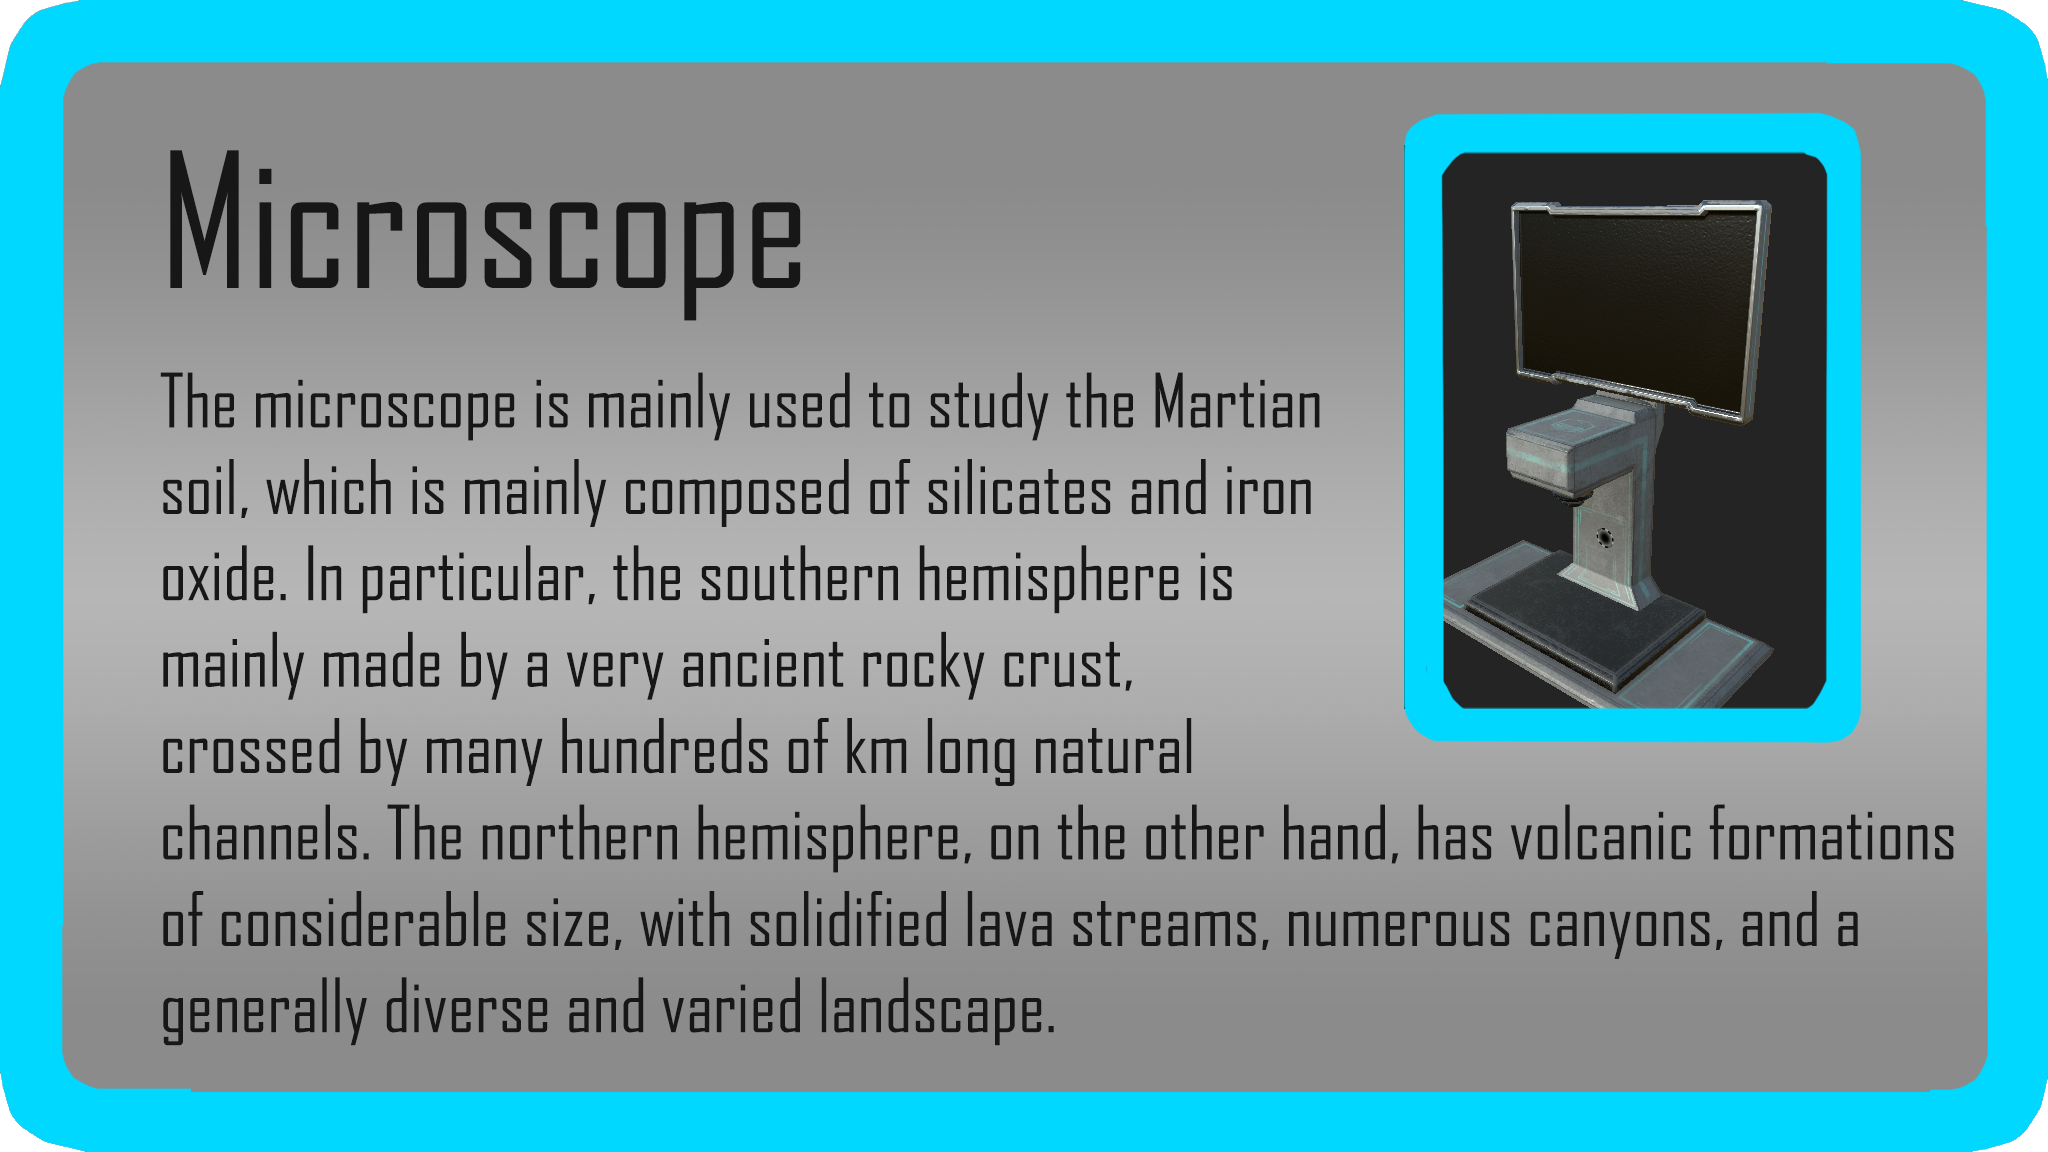 Microscope
The microscope is mainly used to study the Martian
soil, which is mainly composed of silicates and iron
oxide. In particular, the southern hemisphere is
mainly made by a very ancient rocky crust,
crossed by many hundreds of km long natural
channels. The northern hemisphere, on the other hand, has volcanic formations
of considerable size, with solidified lava streams, numerous canyons, and a
generally diverse and varied landscape.